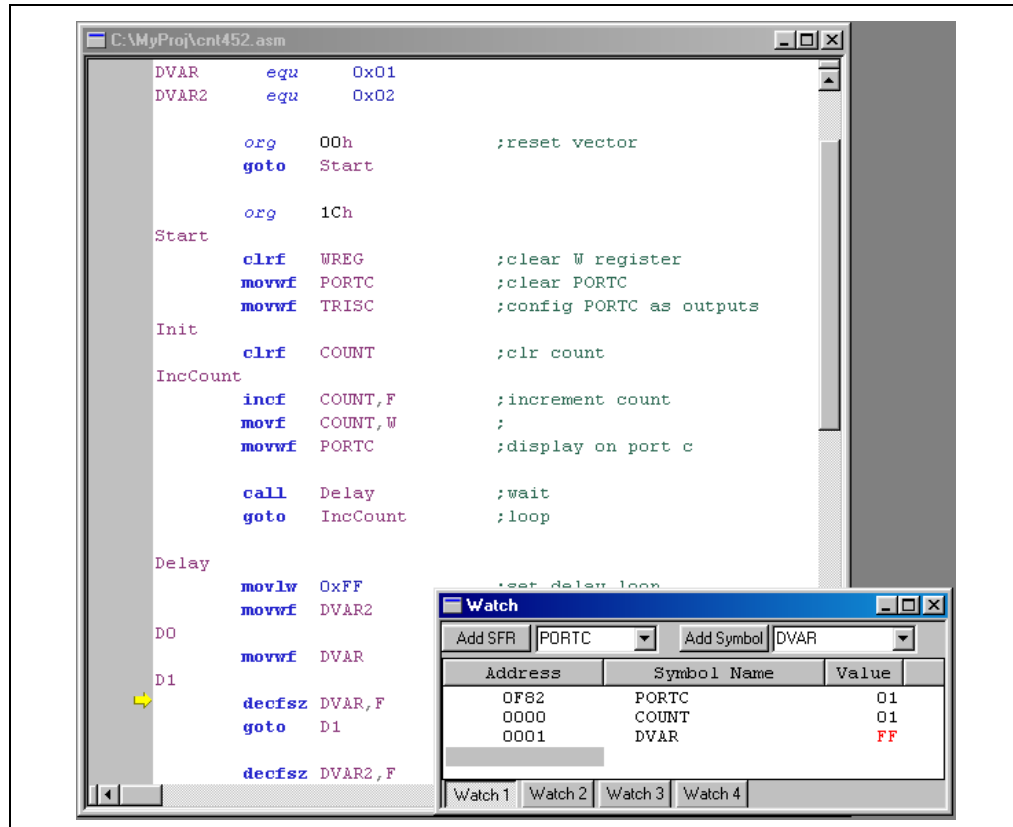 C:\MyProj\cnt452.asm
DVAR equ 0x01
DVAR2 equ 0x02
org 00h ;reset vector
goto Start
org 1Ch
Start
clrf WREG ;clear W register
movwf PORTC ;clear PORTC
movwf TRISC ;config PORTC as outputs
Init
clrf COUNT ;clr count
IncCount
incf COUNT,F ;increment count
movf COUNT,W ;
movwf PORTC ;display on port c
call Delay ;wait
goto IncCount ;loop
Delay
movlw 0xFF ;set delay loop
movwf DVAR2
D0
movwf DVAR
D1
decfsz DVAR,F
goto D1
decfsz DVAR2,F
Watch
Add SFR PORTC Add Symbol DVAR
Address Symbol Name Value
0F82 PORTC 01
0000 COUNT 01
0001 DVAR FF
Watch 1 Watch 2 Watch 3 Watch 4